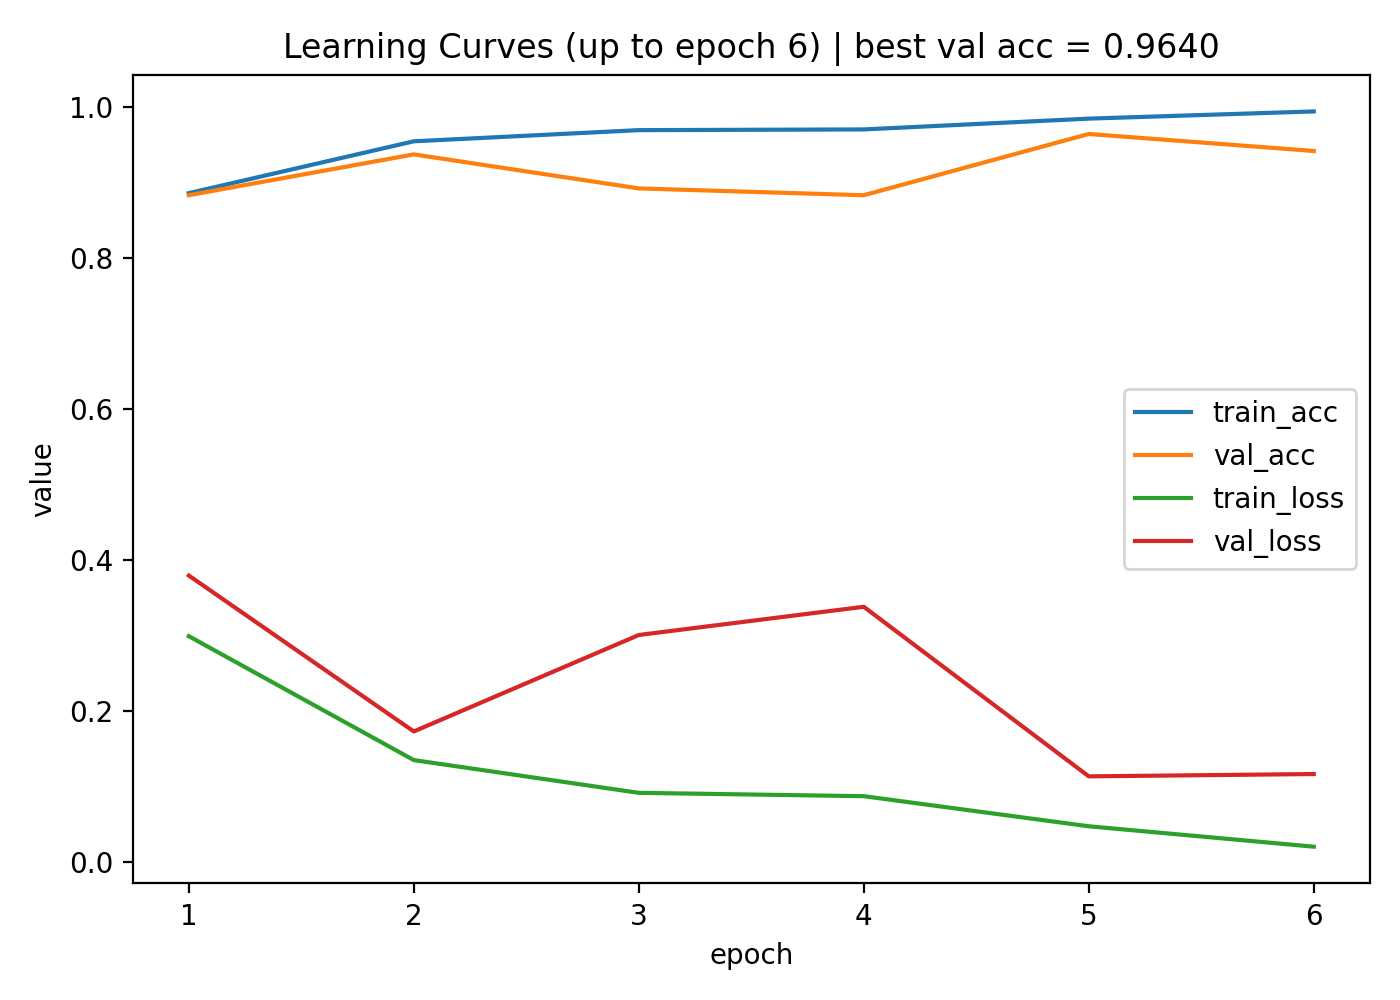 Learning Curves (up to epoch 6) | best val acc = 0.9640
1.0
0.8
0.6
0.4
0.2
0.0
value
train_acc
val_acc
train_loss
val_loss
1 2 3 4 5 6
epoch